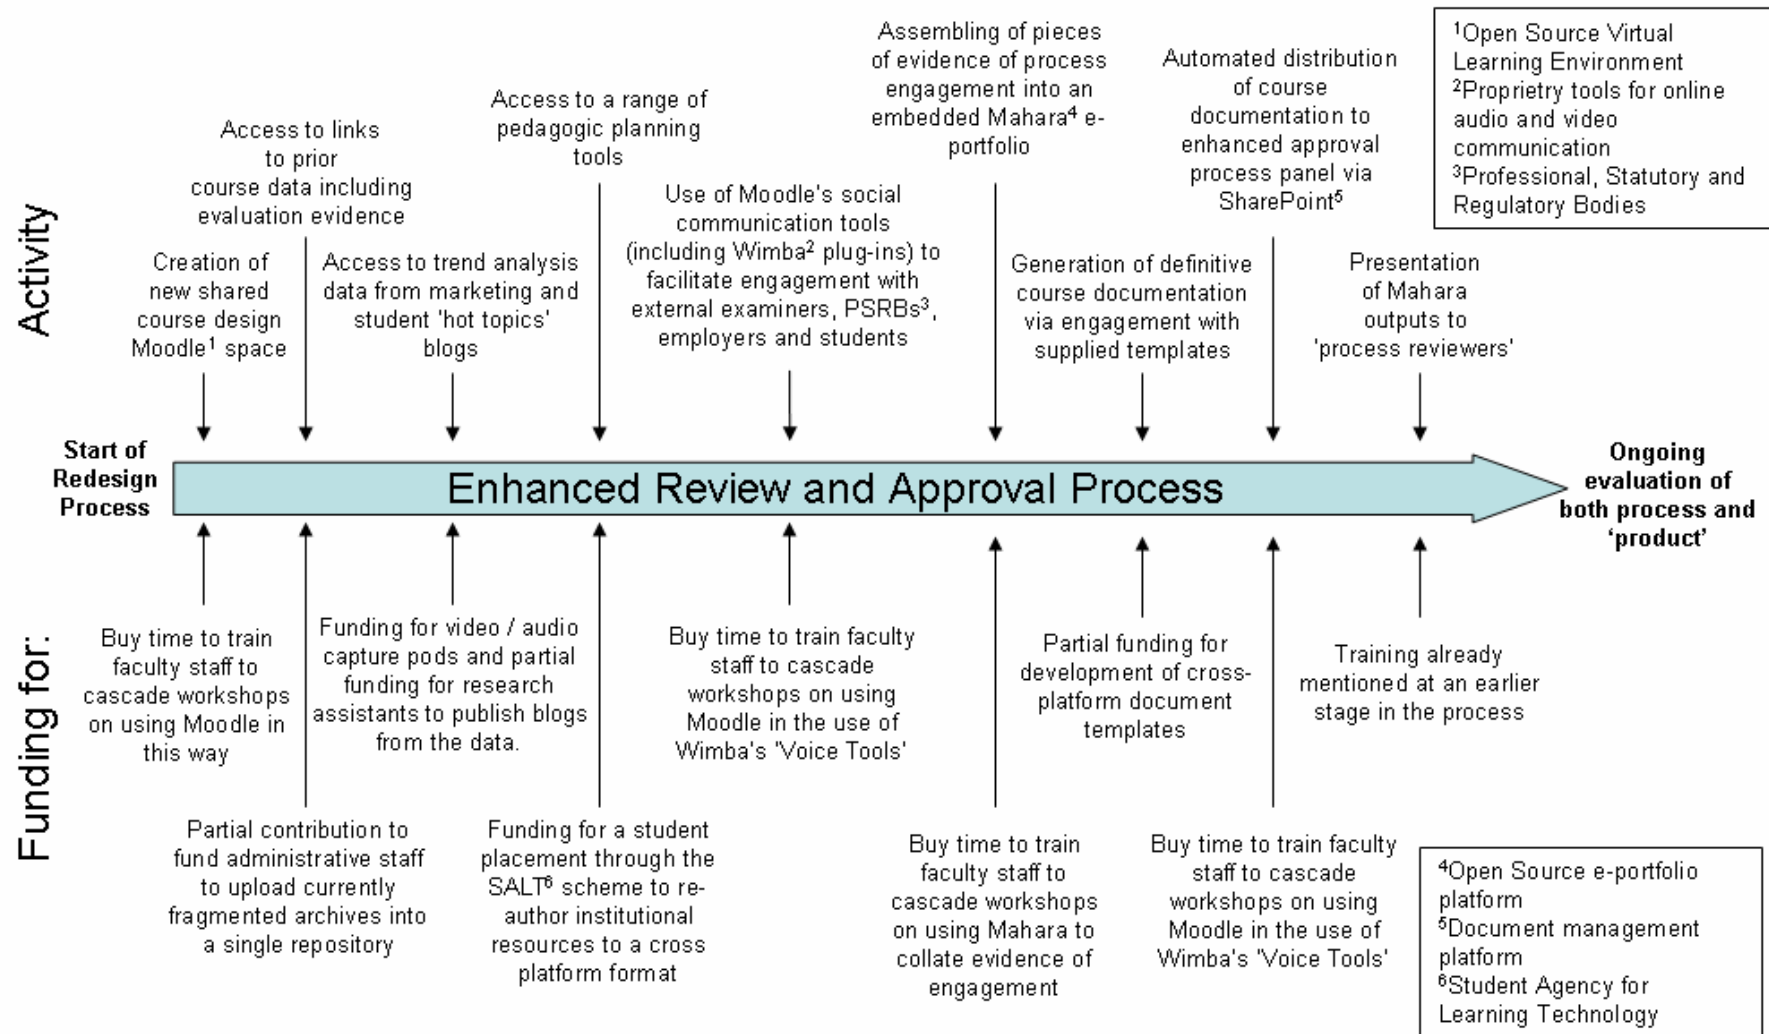 Activity
Creation of
new shared
course design
Moodle¹ space
Access to links
to prior
course data including
evaluation evidence
Access to trend analysis
data from marketing and
student 'hot topics'
blogs
Access to a range of
pedagogic planning
tools
Use of Moodle's social
communication tools
(including Wimba² plug-ins) to
facilitate engagement with
external examiners, PSRBs³,
employers and students
Assembling of pieces
of evidence of process
engagement into an
embedded Mahara⁴ e-
portfolio
Generation of definitive
course documentation
via engagement with
supplied templates
Automated distribution
of course
documentation to
enhanced approval
process panel via
SharePoint⁵
Presentation
of Mahara
outputs to
'process reviewers'
¹Open Source Virtual
Learning Environment
²Proprietry tools for online
audio and video
communication
³Professional, Statutory and
Regulatory Bodies
Start of
Redesign
Process
Enhanced Review and Approval Process
Ongoing
evaluation of
both process and
‘product’
Funding for:
Buy time to train
faculty staff to
cascade workshops
on using Moodle in
this way
Partial contribution to
fund administrative staff
to upload currently
fragmented archives into
a single repository
Funding for video / audio
capture pods and partial
funding for research
assistants to publish blogs
from the data.
Funding for a student
placement through the
SALT⁶ scheme to re-
author institutional
resources to a cross
platform format
Buy time to train faculty
staff to cascade
workshops on using
Moodle in the use of
Wimba's 'Voice Tools'
Buy time to train
faculty staff to
cascade workshops
on using Mahara to
collate evidence of
engagement
Partial funding for
development of cross-
platform document
templates
Buy time to train faculty
staff to cascade
workshops on using
Moodle in the use of
Wimba's 'Voice Tools'
Training already
mentioned at an earlier
stage in the process
⁴Open Source e-portfolio
platform
⁵Document management
platform
⁶Student Agency for
Learning Technology